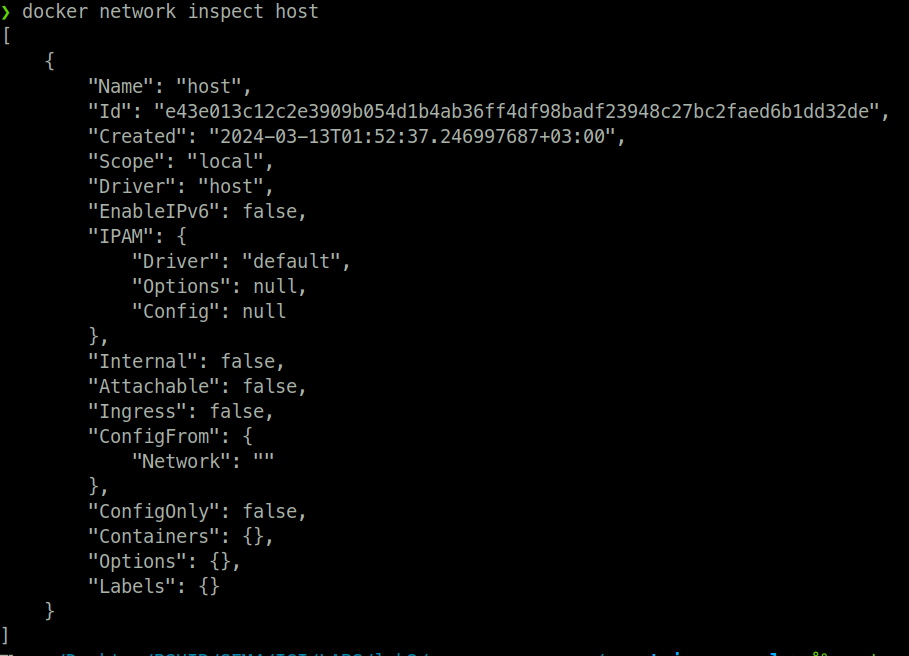 ❯ docker network inspect host
[
    {
        "Name": "host",
        "Id": "e43e013c12c2e3909b054d1b4ab36ff4df98badf23948c27bc2faed6b1dd32de",
        "Created": "2024-03-13T01:52:37.246997687+03:00",
        "Scope": "local",
        "Driver": "host",
        "EnableIPv6": false,
        "IPAM": {
            "Driver": "default",
            "Options": null,
            "Config": null
        },
        "Internal": false,
        "Attachable": false,
        "Ingress": false,
        "ConfigFrom": {
            "Network": ""
        },
        "ConfigOnly": false,
        "Containers": {},
        "Options": {},
        "Labels": {}
    }
]